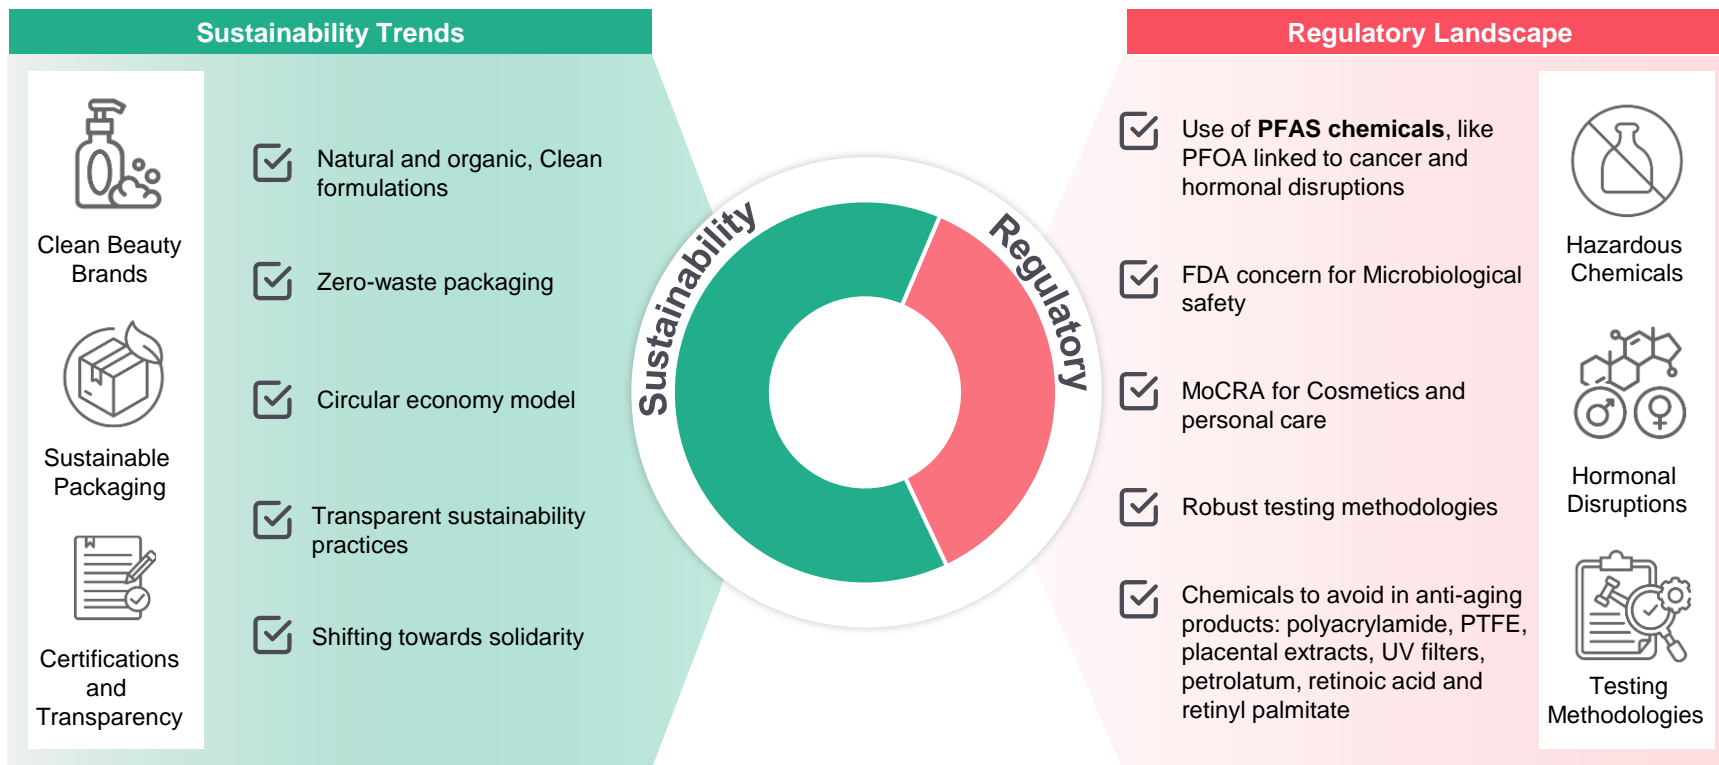 Sustainability Trends
Clean Beauty
Brands
Sustainable
Packaging
Certifications
and
Transparency
Natural and organic, Clean
formulations
Zero-waste packaging
Circular economy model
Transparent sustainability
practices
Shifting towards solidarity
Sustainability
Regulatory
Regulatory Landscape
Use of PFAS chemicals, like
PFOA linked to cancer and
hormonal disruptions
FDA concern for Microbiological
safety
MoCRA for Cosmetics and
personal care
Robust testing methodologies
Chemicals to avoid in anti-aging
products: polyacrylamide, PTFE,
placental extracts, UV filters,
petrolatum, retinoic acid and
retinyl palmitate
Hazardous
Chemicals
Hormonal
Disruptions
Testing
Methodologies